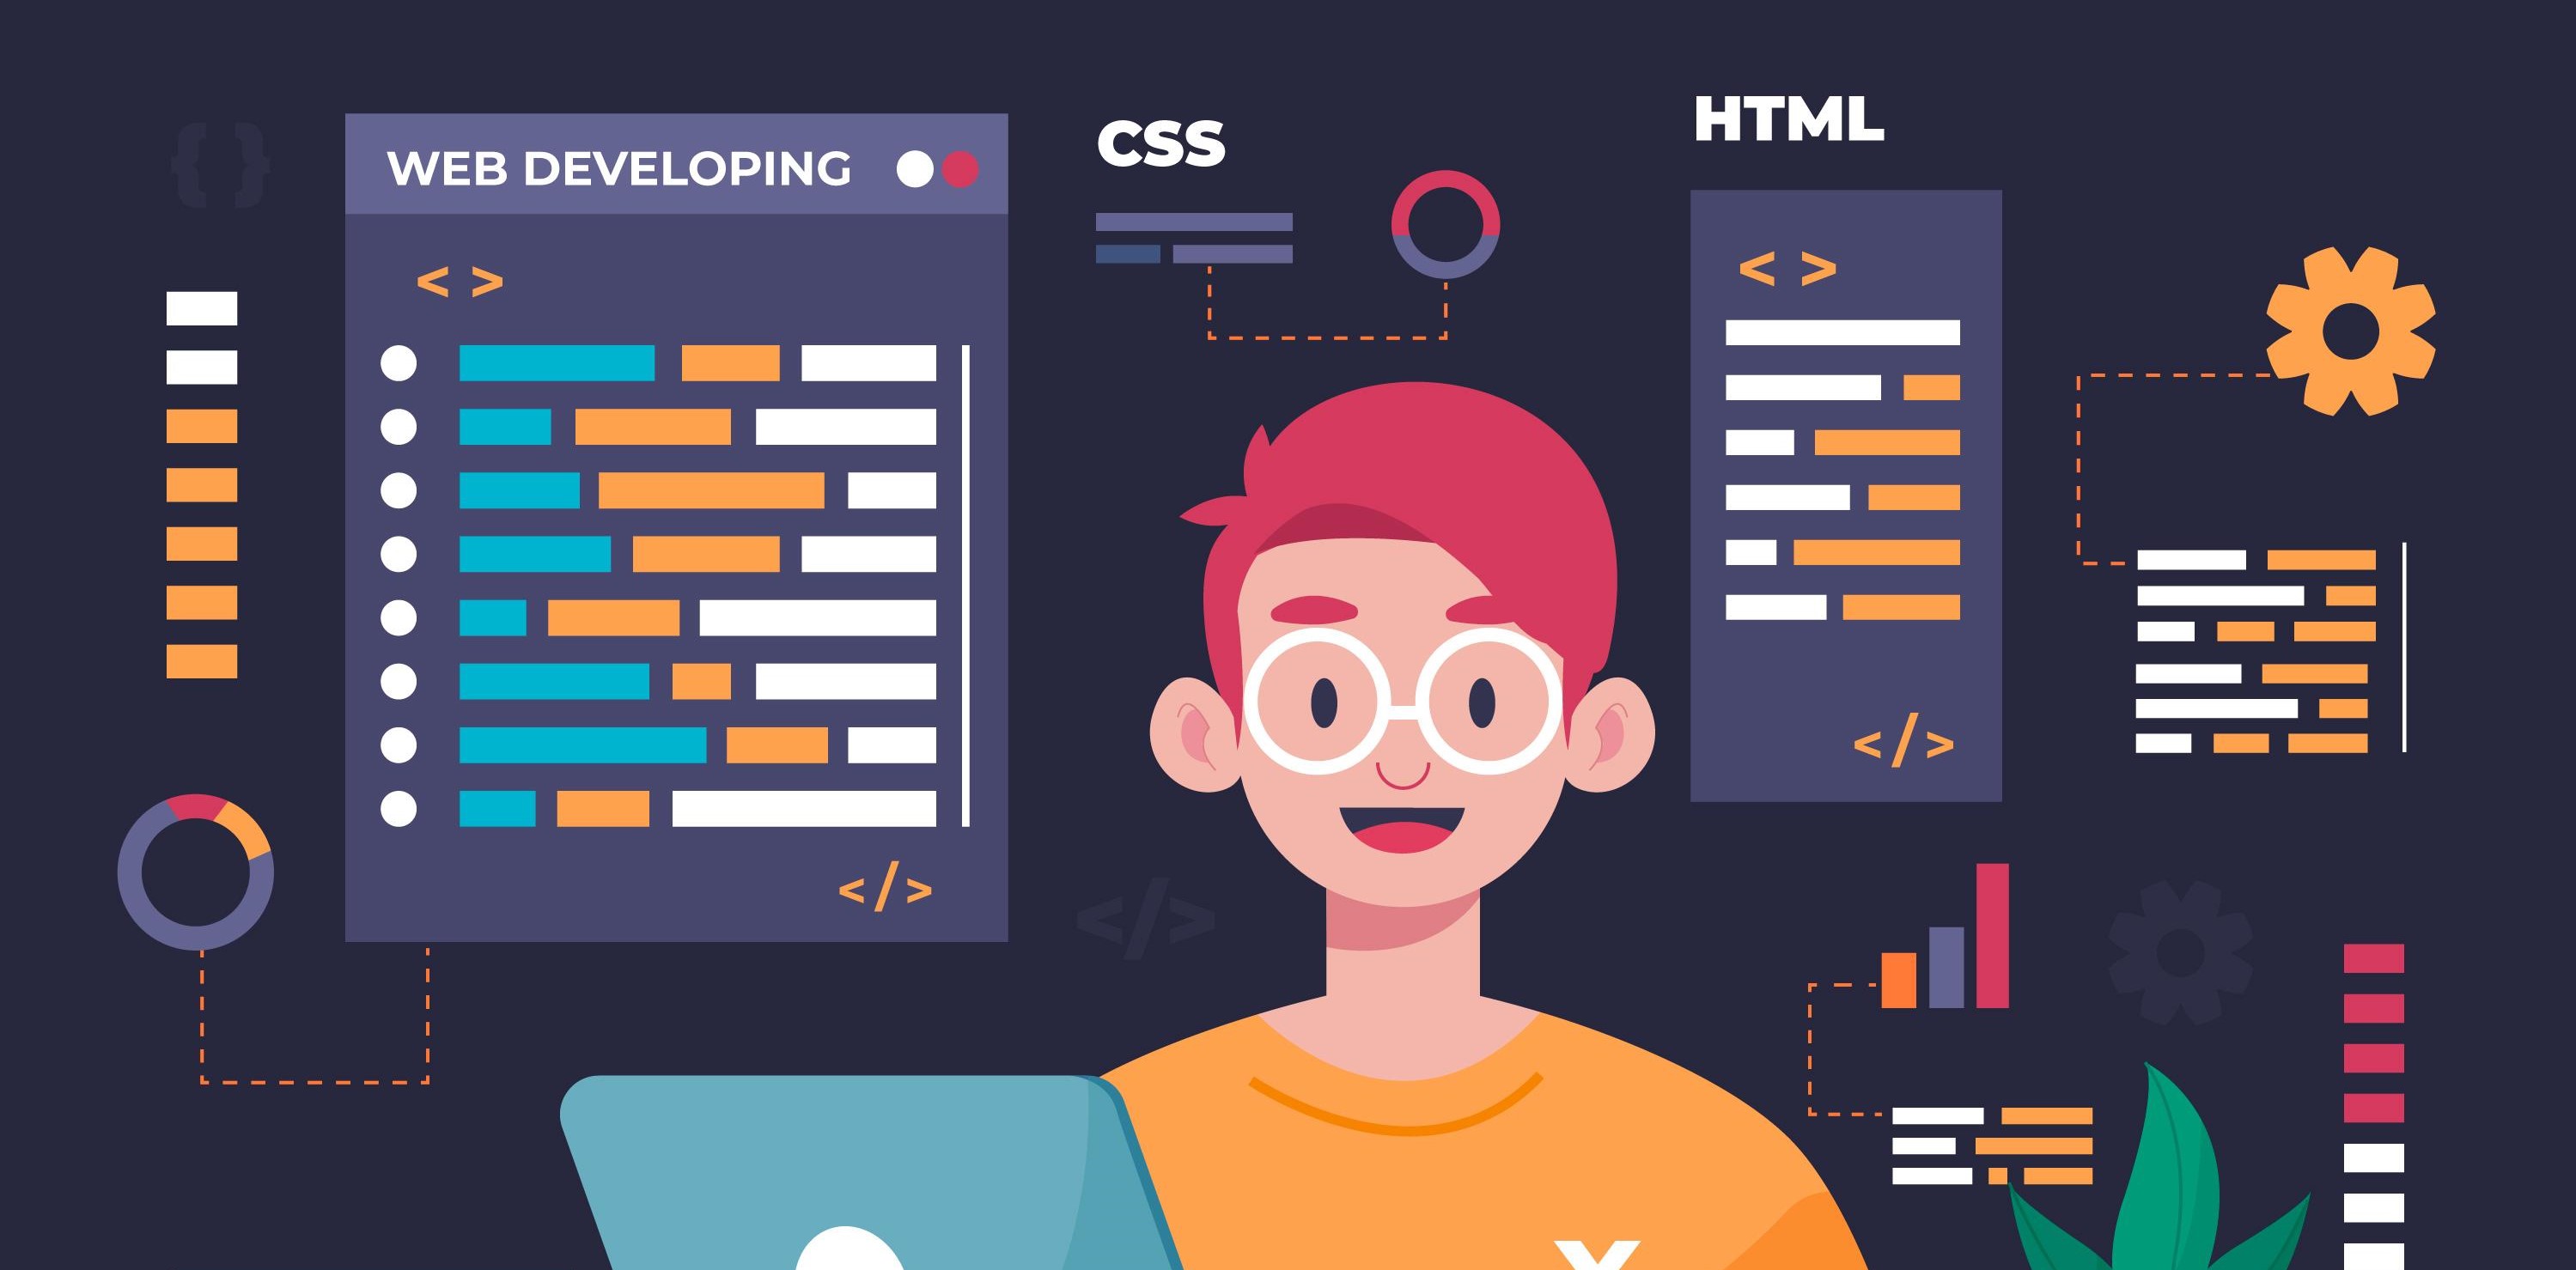 { }
WEB DEVELOPING
CSS
HTML
< >
< >
</>
</>
</>
X